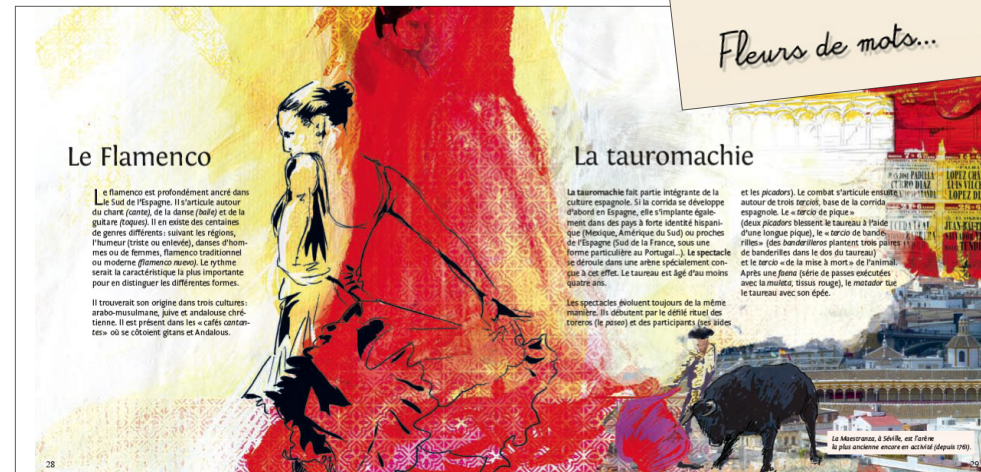 Fleurs de mots...
Le Flamenco
Le flamenco est profondément ancré dans
le Sud de l'Espagne. Il s'articule autour
du chant (cante), de la danse (baile) et de la
guitare (toques). Il en existe des centaines
de genres différents : suivant les régions,
l'humeur (triste ou enlevée), danses d'hom-
mes ou de femmes, flamenco traditionnel
ou moderne (flamenco nuevo). Le rythme
serait la caractéristique la plus importante
pour en distinguer les différentes formes.
Il trouverait son origine dans trois cultures :
arabo-musulmane, juive et andalouse chré-
tienne. Il est présent dans les « cafés cantan-
tes» où se côtoient gitans et Andalous.
28
La tauromachie
La tauromachie fait partie intégrante de la
culture espagnole. Si la corrida se développe
d'abord en Espagne, elle s'implante égale-
ment dans des pays à forte identité hispani-
que (Mexique, Amérique du Sud) ou proches
de l'Espagne (Sud de la France, sous une
forme particulière au Portugal...). Le spectacle
se déroule dans une arène spécialement con-
çue à cet effet. Le taureau est âgé d'au moins
quatre ans.
Les spectacles évoluent toujours de la même
manière. Ils débutent par le défilé rituel des
toreros (le paseo) et des participants (ses aides
et les picadors). Le combat s'articule ensuite
autour de trois tercios, base de la corrida
espagnole. Le « tercio de pique »
(deux picadors blessent le taureau à l'aide
d'une longue pique), le « tercio de bande-
rilles» (des banderilleros plantent trois paires
de banderilles dans le dos du taureau)
et le tercio « de la mise à mort » de l'animal.
Après une faena (série de passes exécutées
avec la muleta, tissus rouge), le matador tue
le taureau avec son épée.
PADILLA
CURRO DIAZ
LOPEZ
La Maestranza, à Séville, est l'arène
la plus ancienne encore en activité (depuis 1761).
29